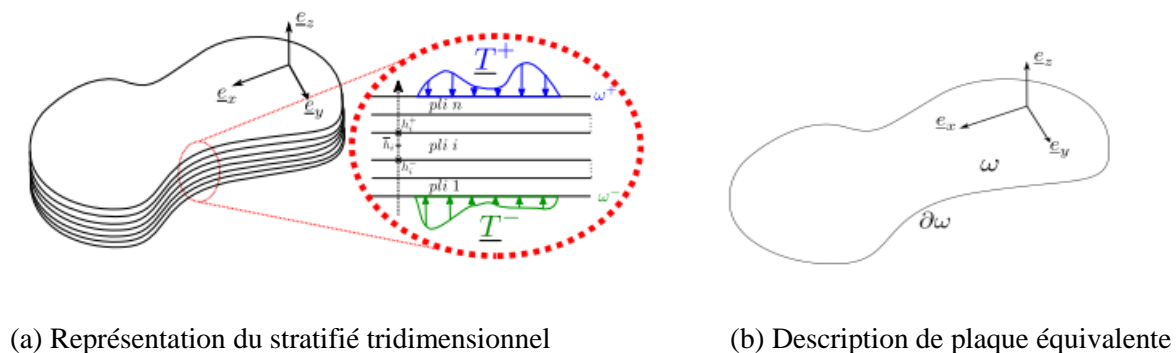 e_z
e_x
e_y
T^+
ω^+
pli n
h_i^+
h̄_i
pli i
h_i^-
pli 1
ω^-
T^-
e_z
e_x
e_y
ω
∂ω
(a) Représentation du stratifié tridimensionnel
(b) Description de plaque équivalente